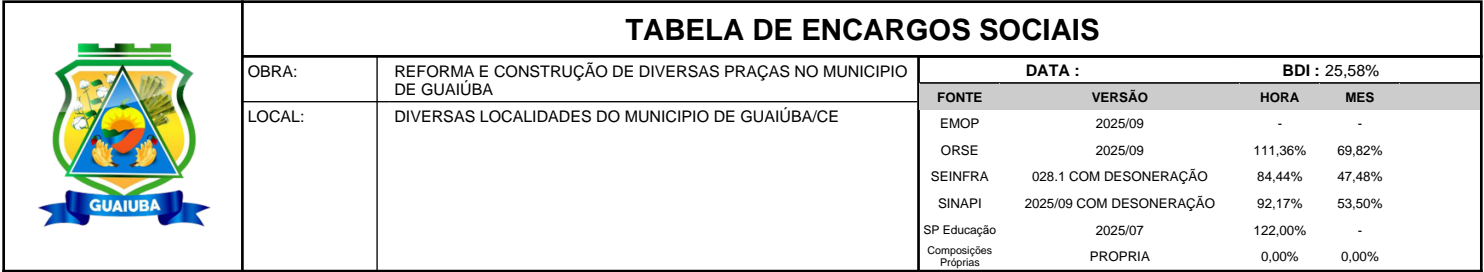 TABELA DE ENCARGOS SOCIAIS
GUAIUBA
OBRA: REFORMA E CONSTRUÇÃO DE DIVERSAS PRAÇAS NO MUNICIPIO
DE GUAIÚBA
LOCAL: DIVERSAS LOCALIDADES DO MUNICIPIO DE GUAIÚBA/CE
DATA : BDI : 25,58%
FONTE VERSÃO HORA MES
EMOP 2025/09 - -
ORSE 2025/09 111,36% 69,82%
SEINFRA 028.1 COM DESONERAÇÃO 84,44% 47,48%
SINAPI 2025/09 COM DESONERAÇÃO 92,17% 53,50%
SP Educação 2025/07 122,00% -
Composições
Próprias PROPRIA 0,00% 0,00%